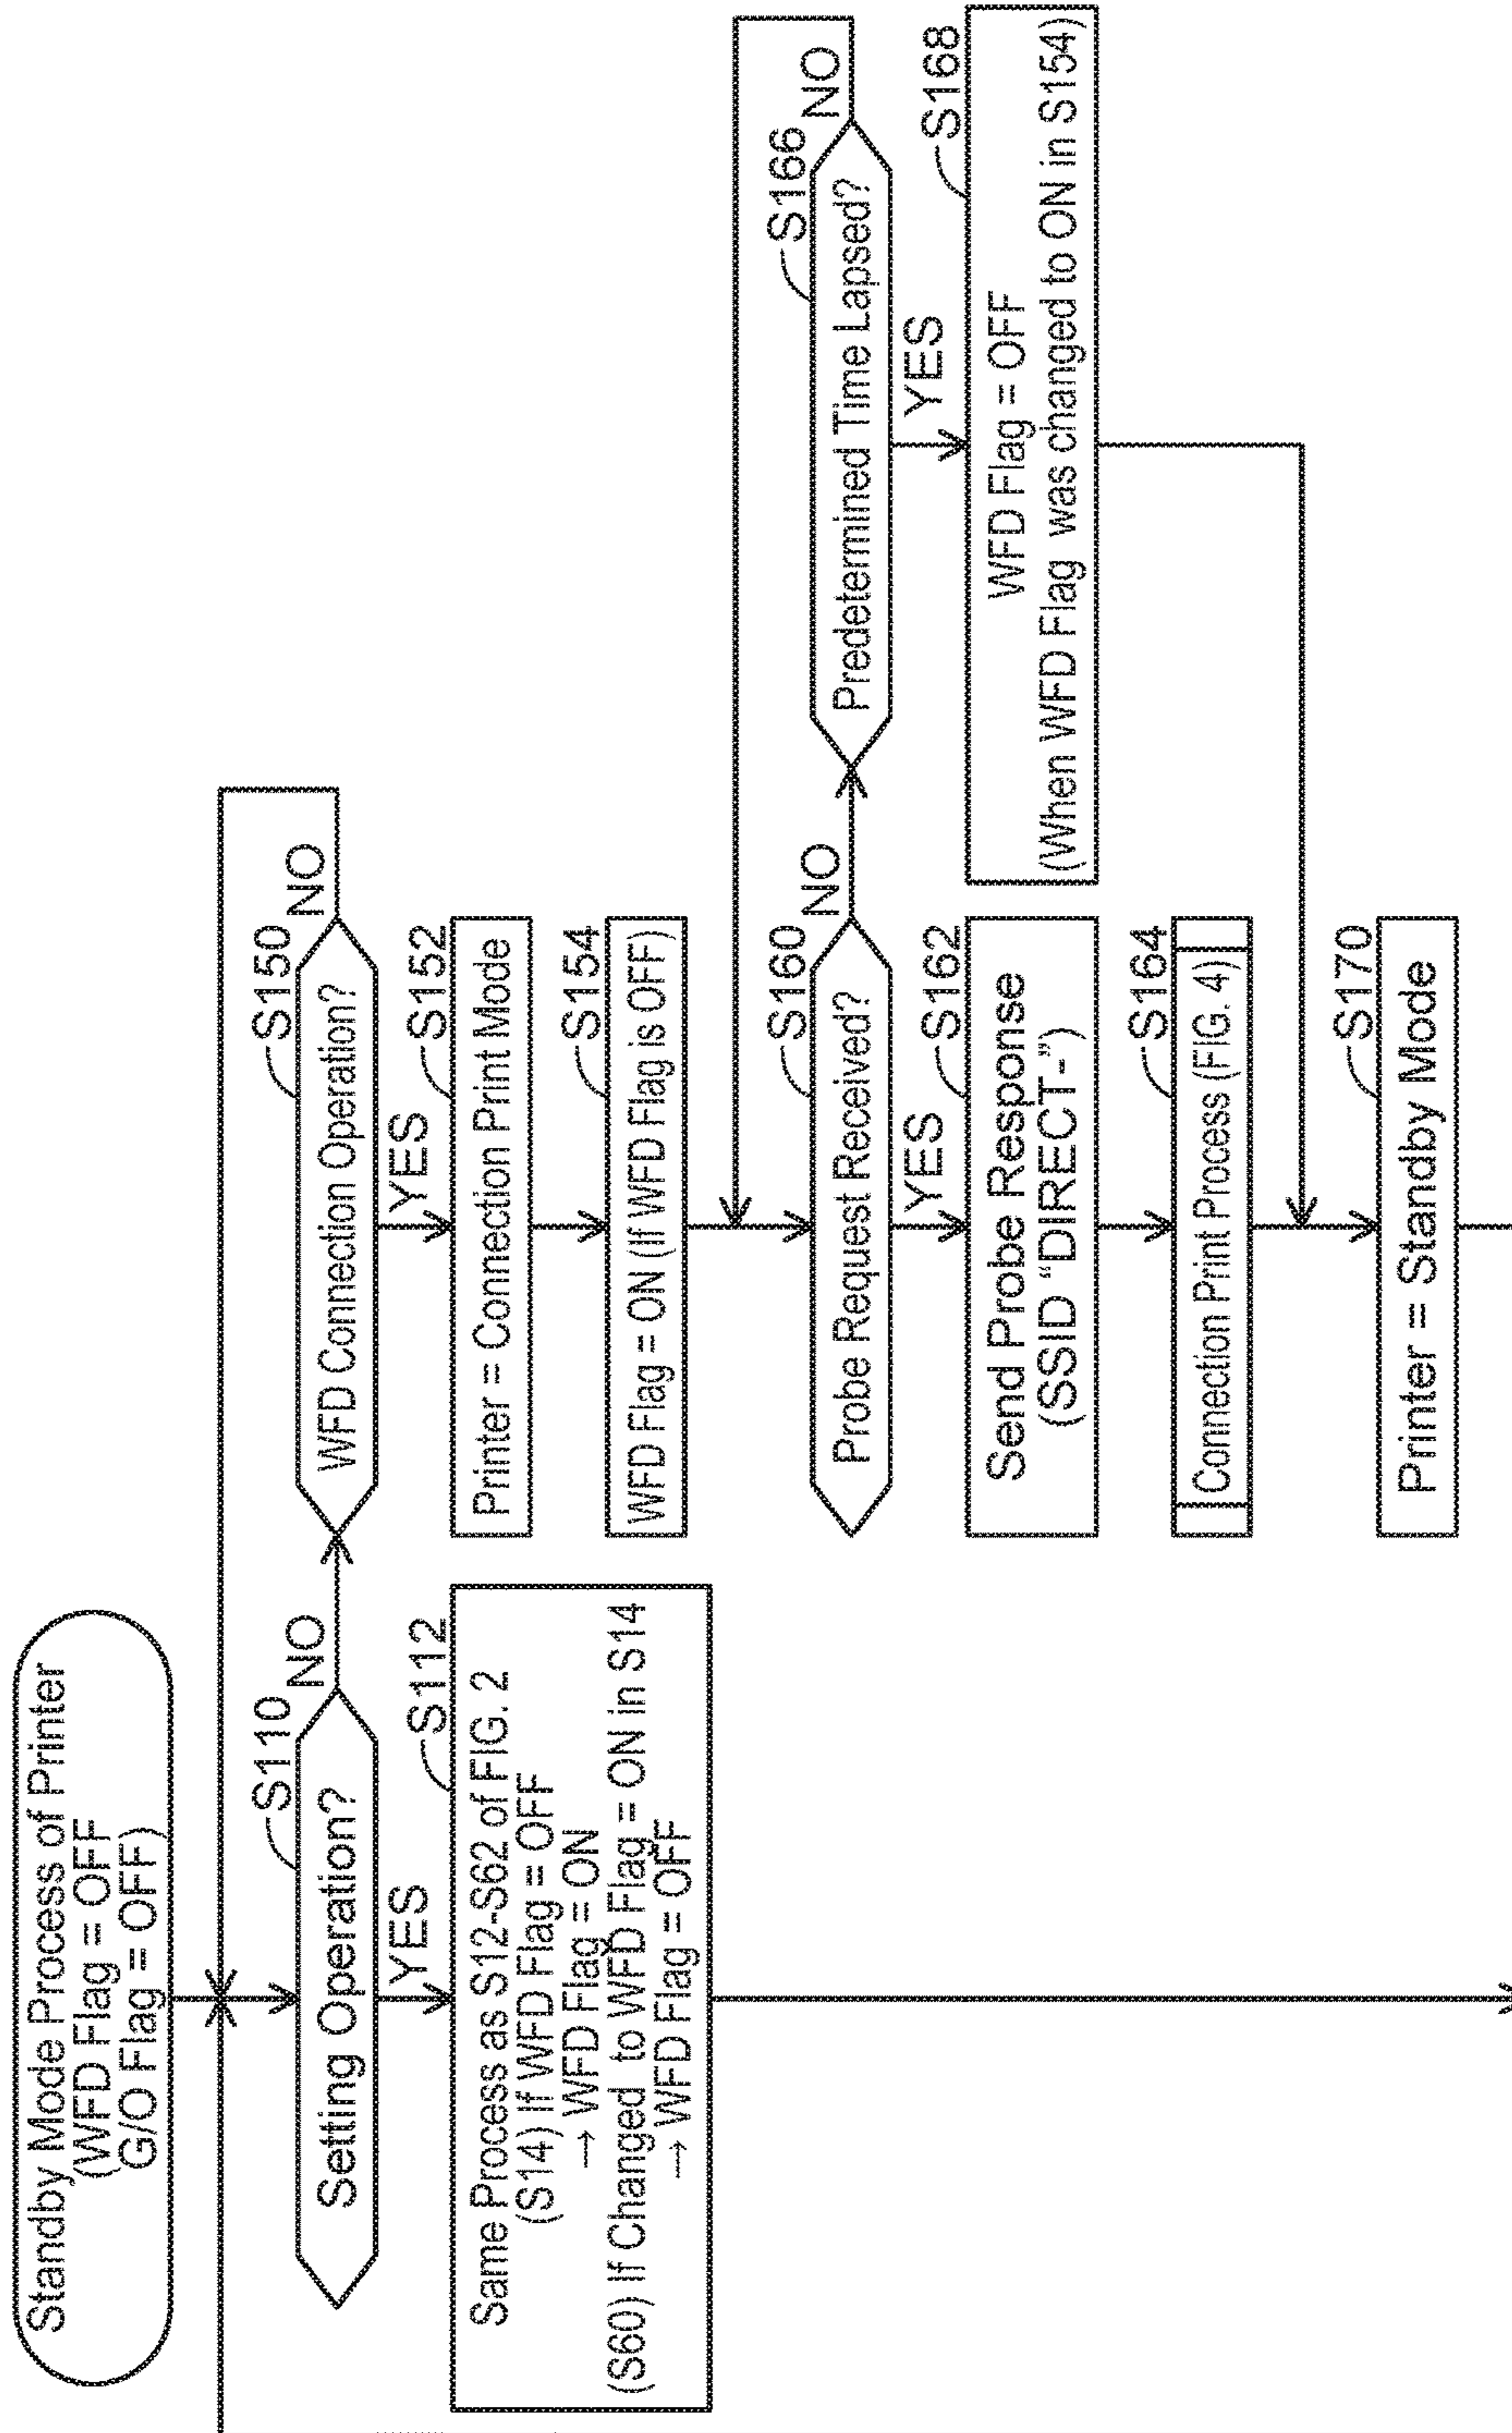 Standby Mode Process of Printer
(WFD Flag = OFF
G/O Flag = OFF)
S110
Setting Operation?
NO
YES
S112
Same Process as S12-S62 of FIG. 2
(S14) If WFD Flag = OFF
→ WFD Flag = ON
(S60) If Changed to WFD Flag = ON in S14
→ WFD Flag = OFF
S150
WFD Connection Operation?
NO
YES
S152
Printer = Connection Print Mode
S154
WFD Flag = ON (If WFD Flag is OFF)
S160
Probe Request Received?
NO
YES
S162
Send Probe Response
(SSID “DIRECT-”)
S164
Connection Print Process (FIG. 4)
S166
Predetermined Time Lapsed?
NO
YES
S168
WFD Flag = OFF
(When WFD Flag was changed to ON in S154)
S170
Printer = Standby Mode